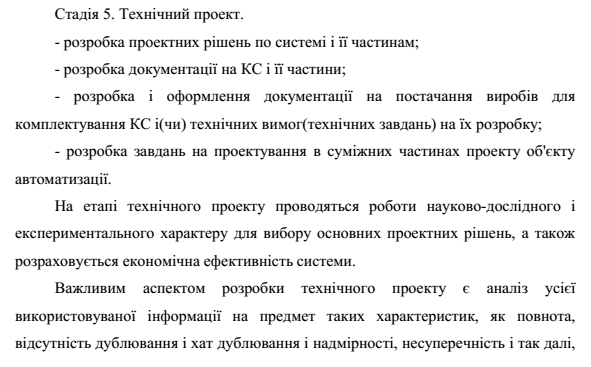 Стадія 5. Технічний проект.
- розробка проектних рішень по системі і її частинам;
- розробка документації на КС і її частини;
- розробка і оформлення документації на постачання виробів для
комплектування КС і(чи) технічних вимог(технічних завдань) на їх розробку;
- розробка завдань на проектування в суміжних частинах проекту об'єкту
автоматизації.
На етапі технічного проекту проводяться роботи науково-дослідного і
експериментального характеру для вибору основних проектних рішень, а також
розраховується економічна ефективність системи.
Важливим аспектом розробки технічного проекту є аналіз усієї
використовуваної інформації на предмет таких характеристик, як повнота,
відсутність дублювання і хат дублювання і надмірності, несуперечність і так далі,